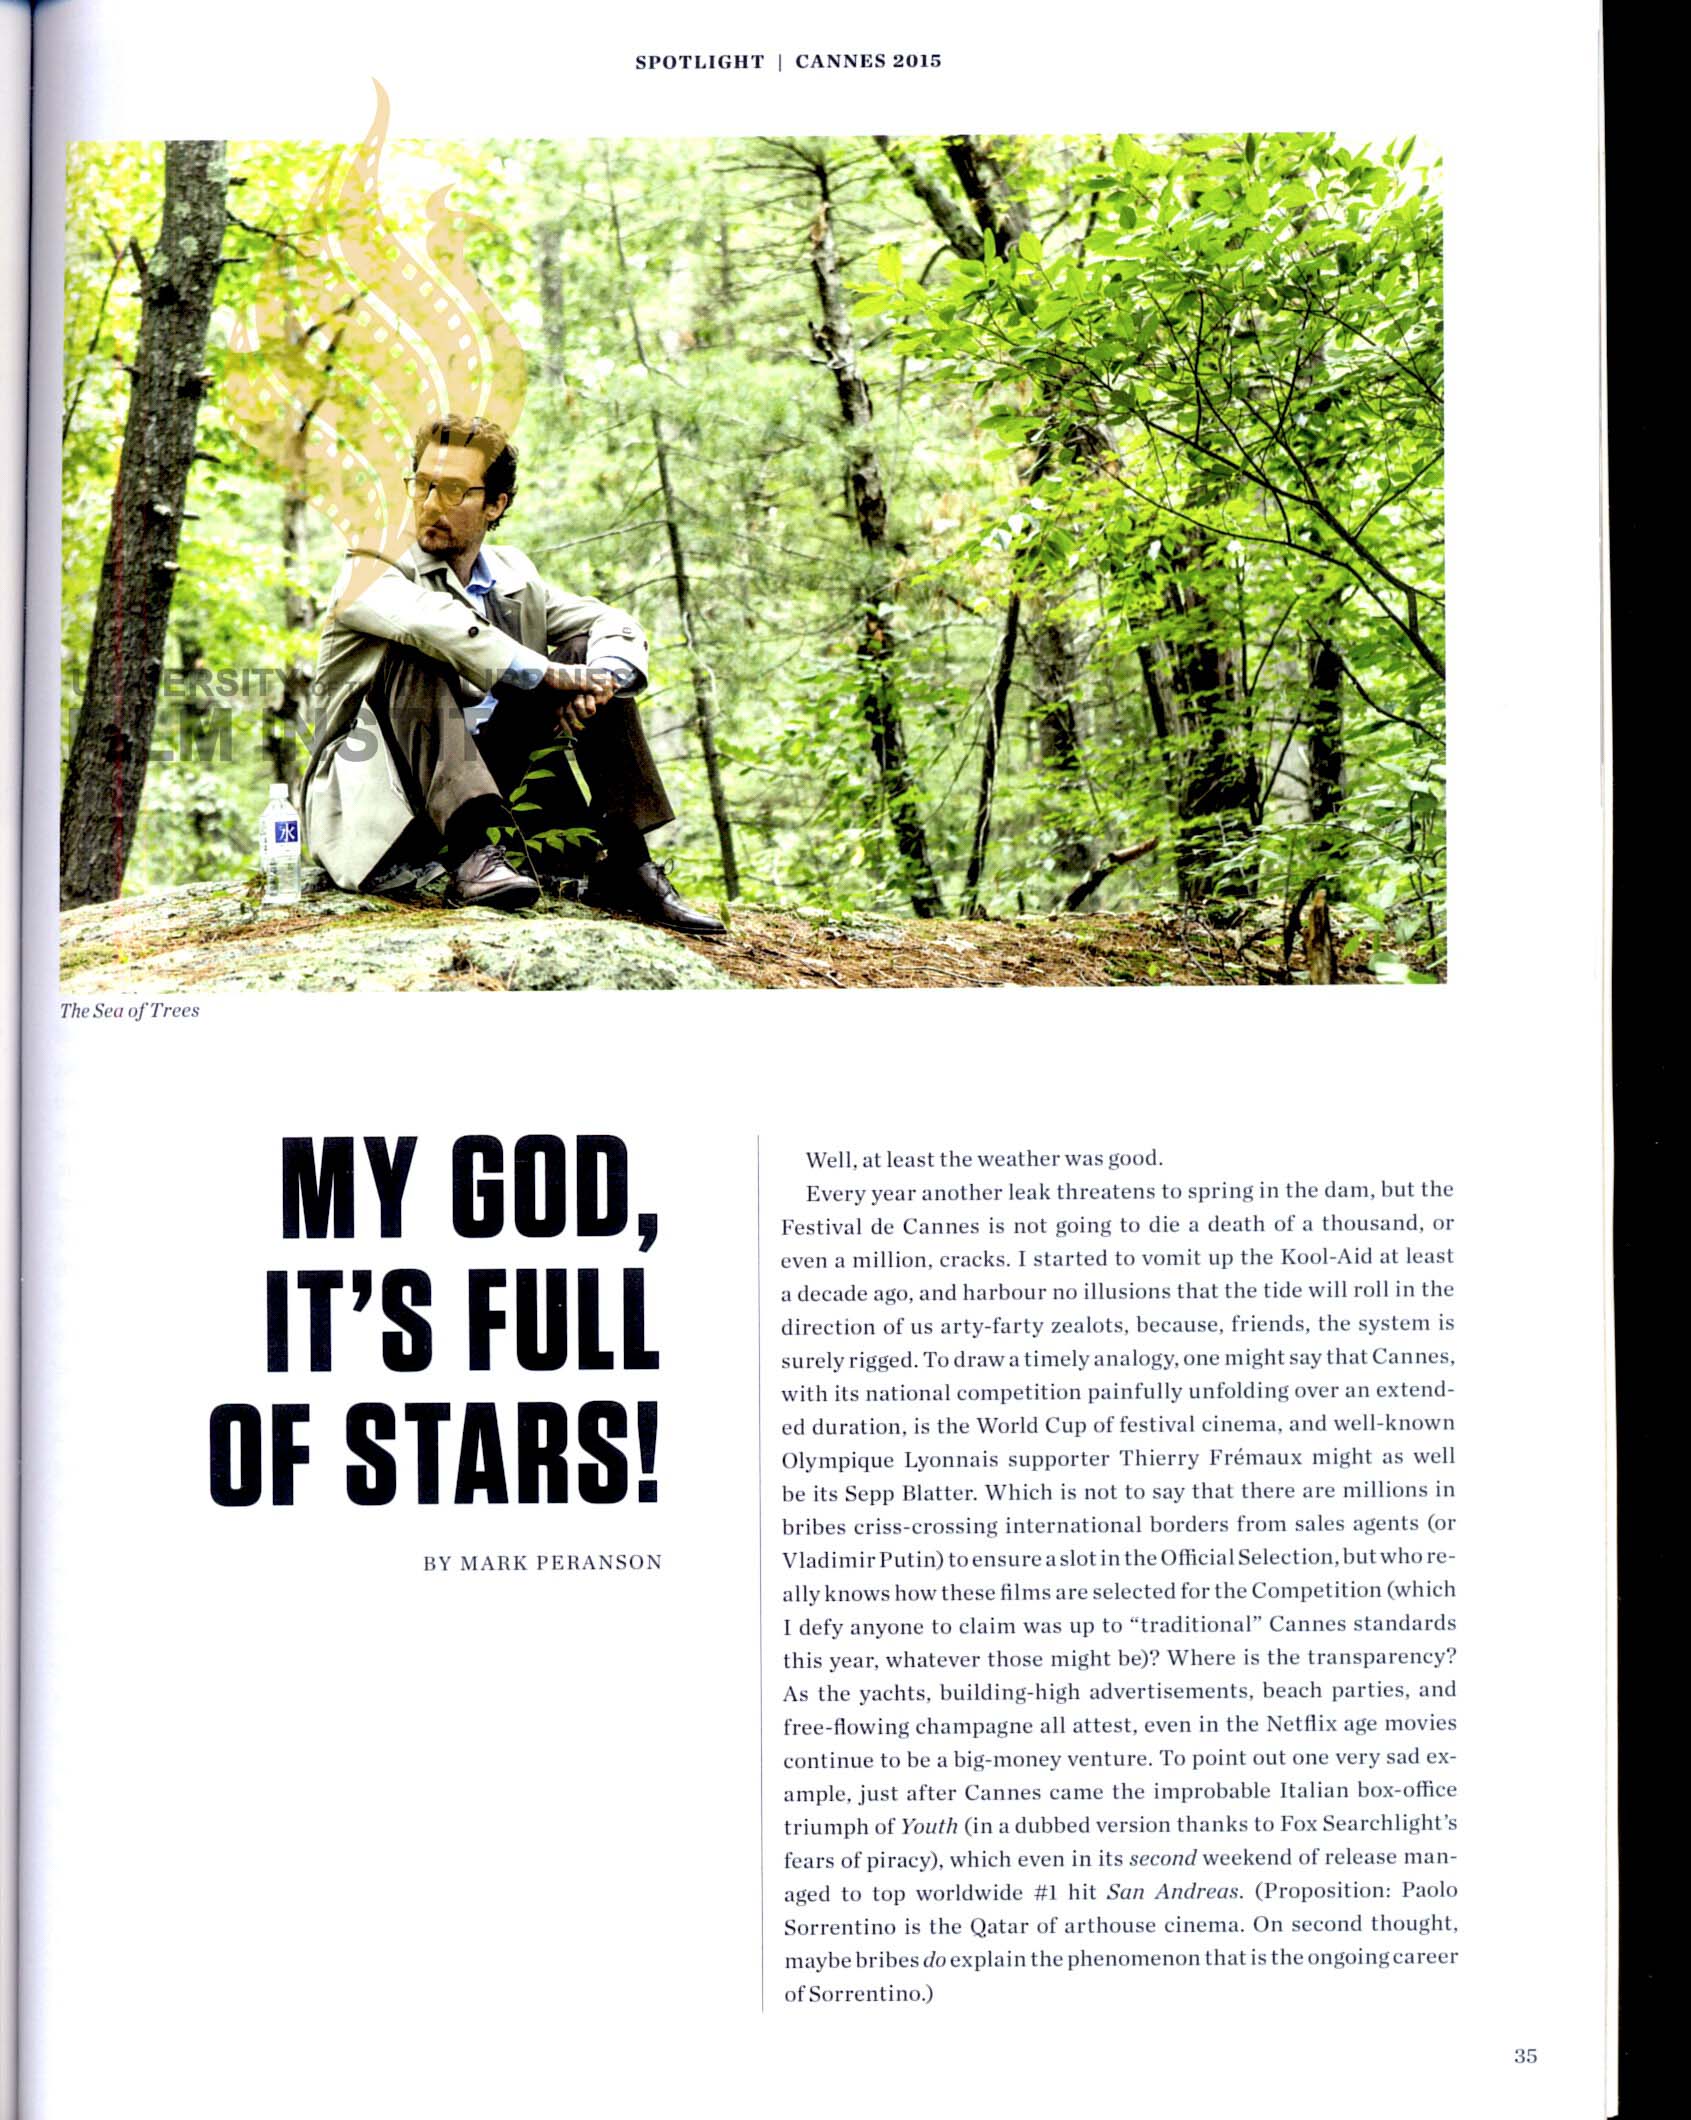 SPOTLIGHT | CANNES 2015
UNIVERSITY OF THE PHILIPPINES
FILM INSTIT
水
The Sea of Trees
MY GOD,
IT'S FULL
OF STARS!
BY MARK PERANSON
Well, at least the weather was good.
Every year another leak threatens to spring in the dam, but the
Festival de Cannes is not going to die a death of a thousand, or
even a million, cracks. I started to vomit up the Kool-Aid at least
a decade ago, and harbour no illusions that the tide will roll in the
direction of us arty-farty zealots, because, friends, the system is
surely rigged. To draw a timely analogy, one might say that Cannes,
with its national competition painfully unfolding over an extend-
ed duration, is the World Cup of festival cinema, and well-known
Olympique Lyonnais supporter Thierry Frémaux might as well
be its Sepp Blatter. Which is not to say that there are millions in
bribes criss-crossing international borders from sales agents (or
Vladimir Putin) to ensure a slot in the Official Selection, but who re-
ally knows how these films are selected for the Competition (which
I defy anyone to claim was up to “traditional” Cannes standards
this year, whatever those might be)? Where is the transparency?
As the yachts, building-high advertisements, beach parties, and
free-flowing champagne all attest, even in the Netflix age movies
continue to be a big-money venture. To point out one very sad ex-
ample, just after Cannes came the improbable Italian box-office
triumph of Youth (in a dubbed version thanks to Fox Searchlight's
fears of piracy), which even in its second weekend of release man-
aged to top worldwide #1 hit San Andreas. (Proposition: Paolo
Sorrentino is the Qatar of arthouse cinema. On second thought,
maybe bribes do explain the phenomenon that is the ongoing career
of Sorrentino.)
35